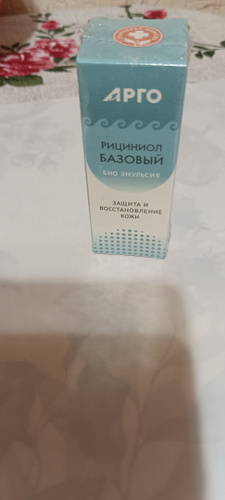 АРГО
РИЦИНИОЛ
БАЗОВЫЙ
БИО ЭМУЛЬСИЯ
ЗАЩИТА И
ВОССТАНОВЛЕНИЕ
КОЖИ